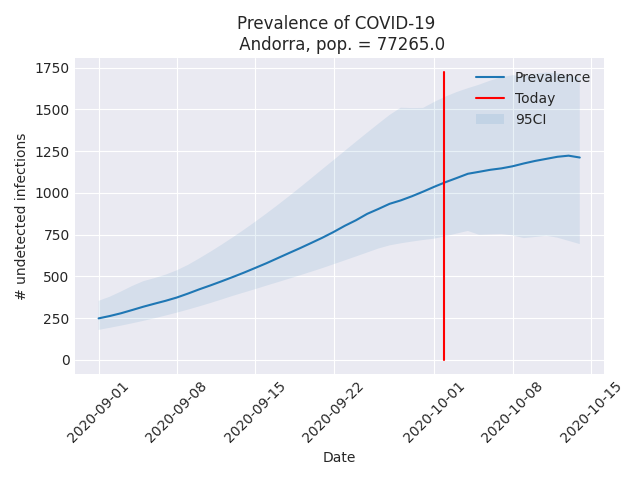 Prevalence of COVID-19
Andorra, pop. = 77265.0
1750
1500
1250
1000
750
500
250
0
# undetected infections
Prevalence
Today
95CI
2020-09-01
2020-09-08
2020-09-15
2020-09-22
2020-10-01
2020-10-08
2020-10-15
Date